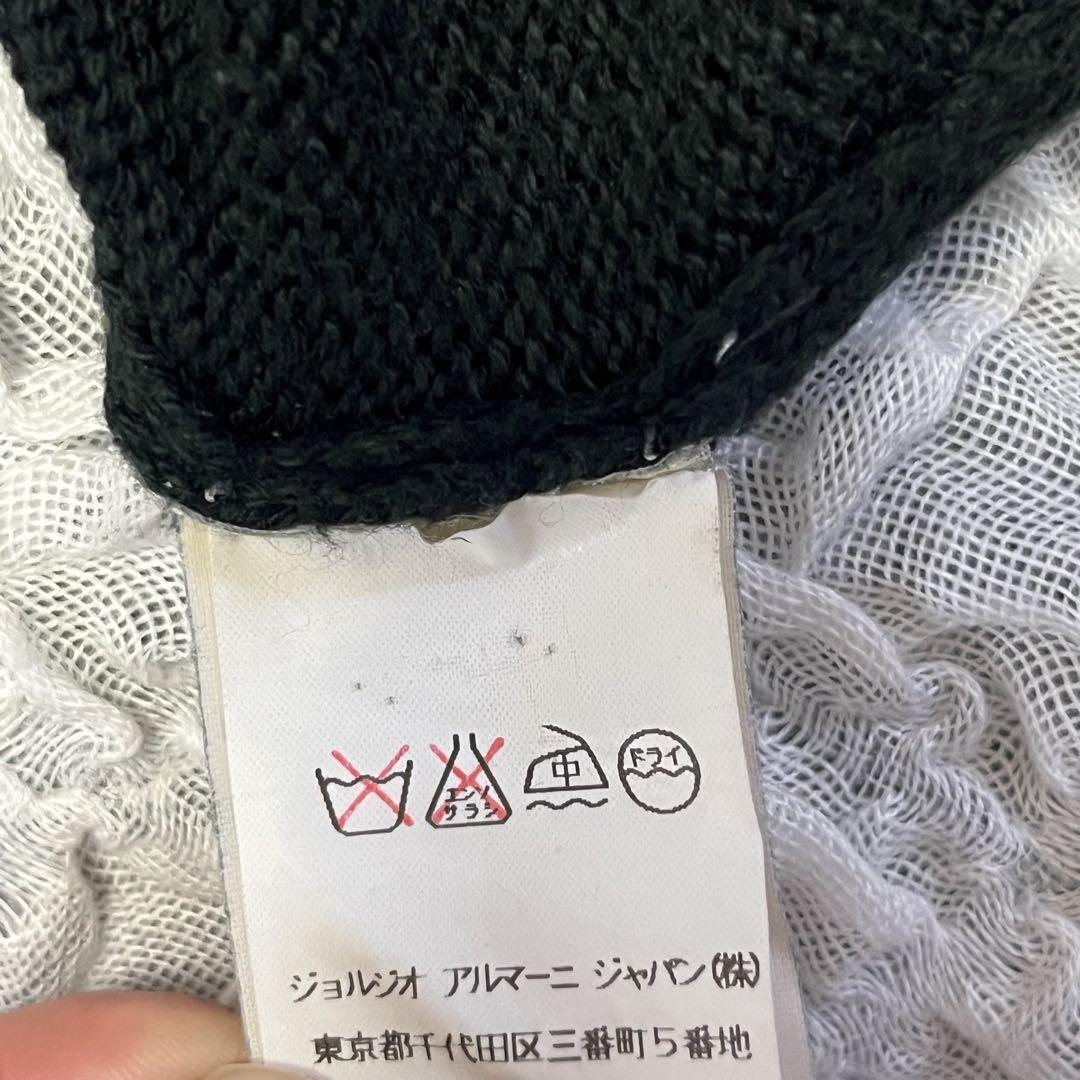 エンソ
サラシ
中
ドライ
ジョルジオ アルマーニ ジャパン(株)
東京都千代田区三番町5番地